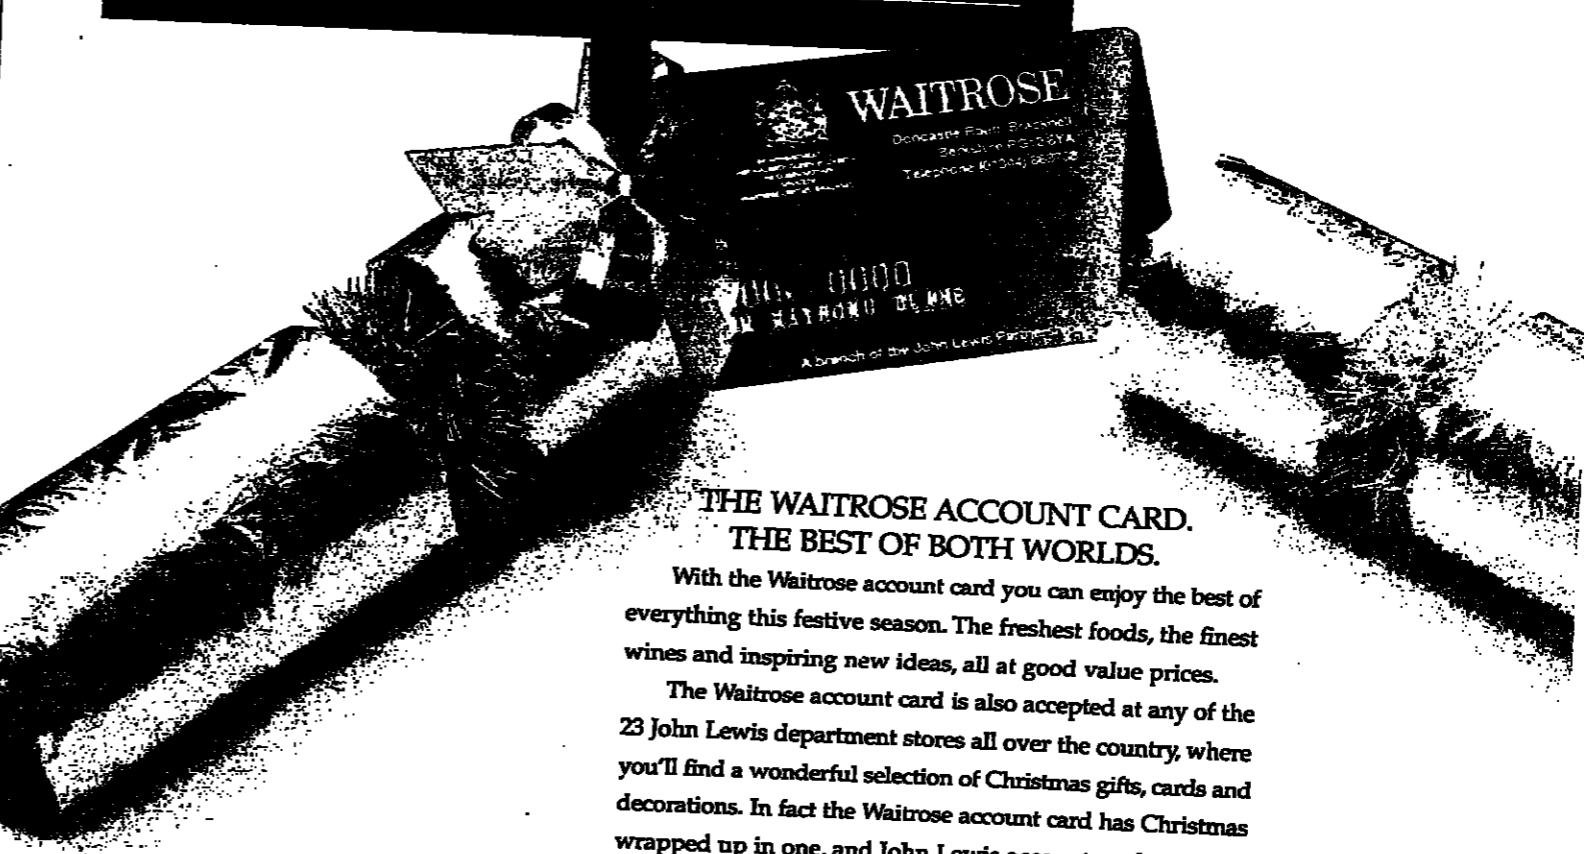 WAITROSE
A branch of the John Lewis
THE WAITROSE ACCOUNT CARD.
THE BEST OF BOTH WORLDS.
With the Waitrose account card you can enjoy the best of
everything this festive season. The freshest foods, the finest
wines and inspiring new ideas, all at good value prices.
The Waitrose account card is also accepted at any of the
23 John Lewis department stores all over the country, where
you'll find a wonderful selection of Christmas gifts, cards and
decorations. In fact the Waitrose account card has Christmas
wrapped up in one, and John Lewis